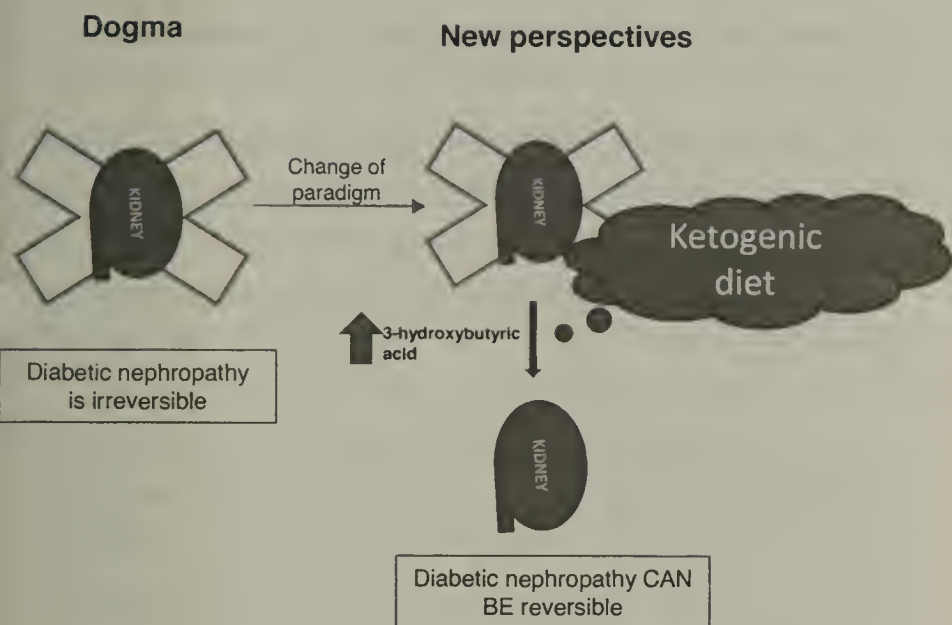 Dogma
New perspectives
KIDNEY
Change of
paradigm
KIDNEY
Ketogenic
diet
3-hydroxybutyric
acid
Diabetic nephropathy
is irreversible
KIDNEY
Diabetic nephropathy CAN
BE reversible